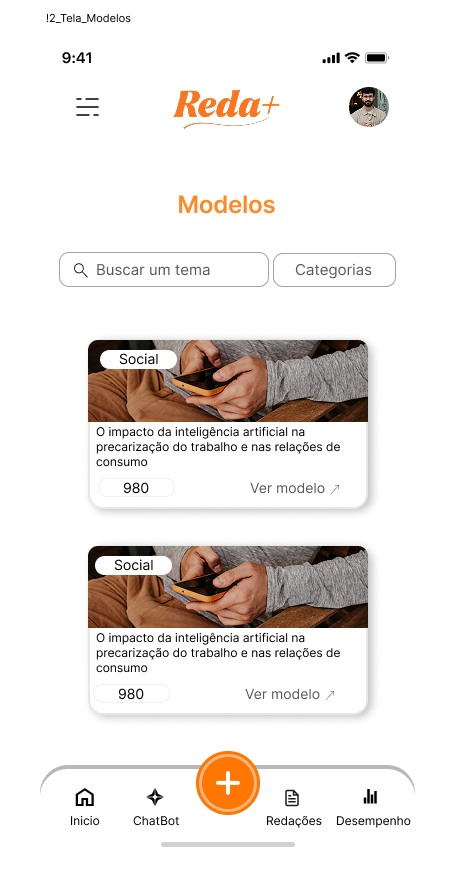 !2_Tela_Modelos
9:41
Reda+
Modelos
Buscar um tema
Categorias
Social
O impacto da inteligência artificial na
precarização do trabalho e nas relações de
consumo
980
Ver modelo ↗
Social
O impacto da inteligência artificial na
precarização do trabalho e nas relações de
consumo
980
Ver modelo ↗
Inicio
ChatBot
Redações
Desempenho